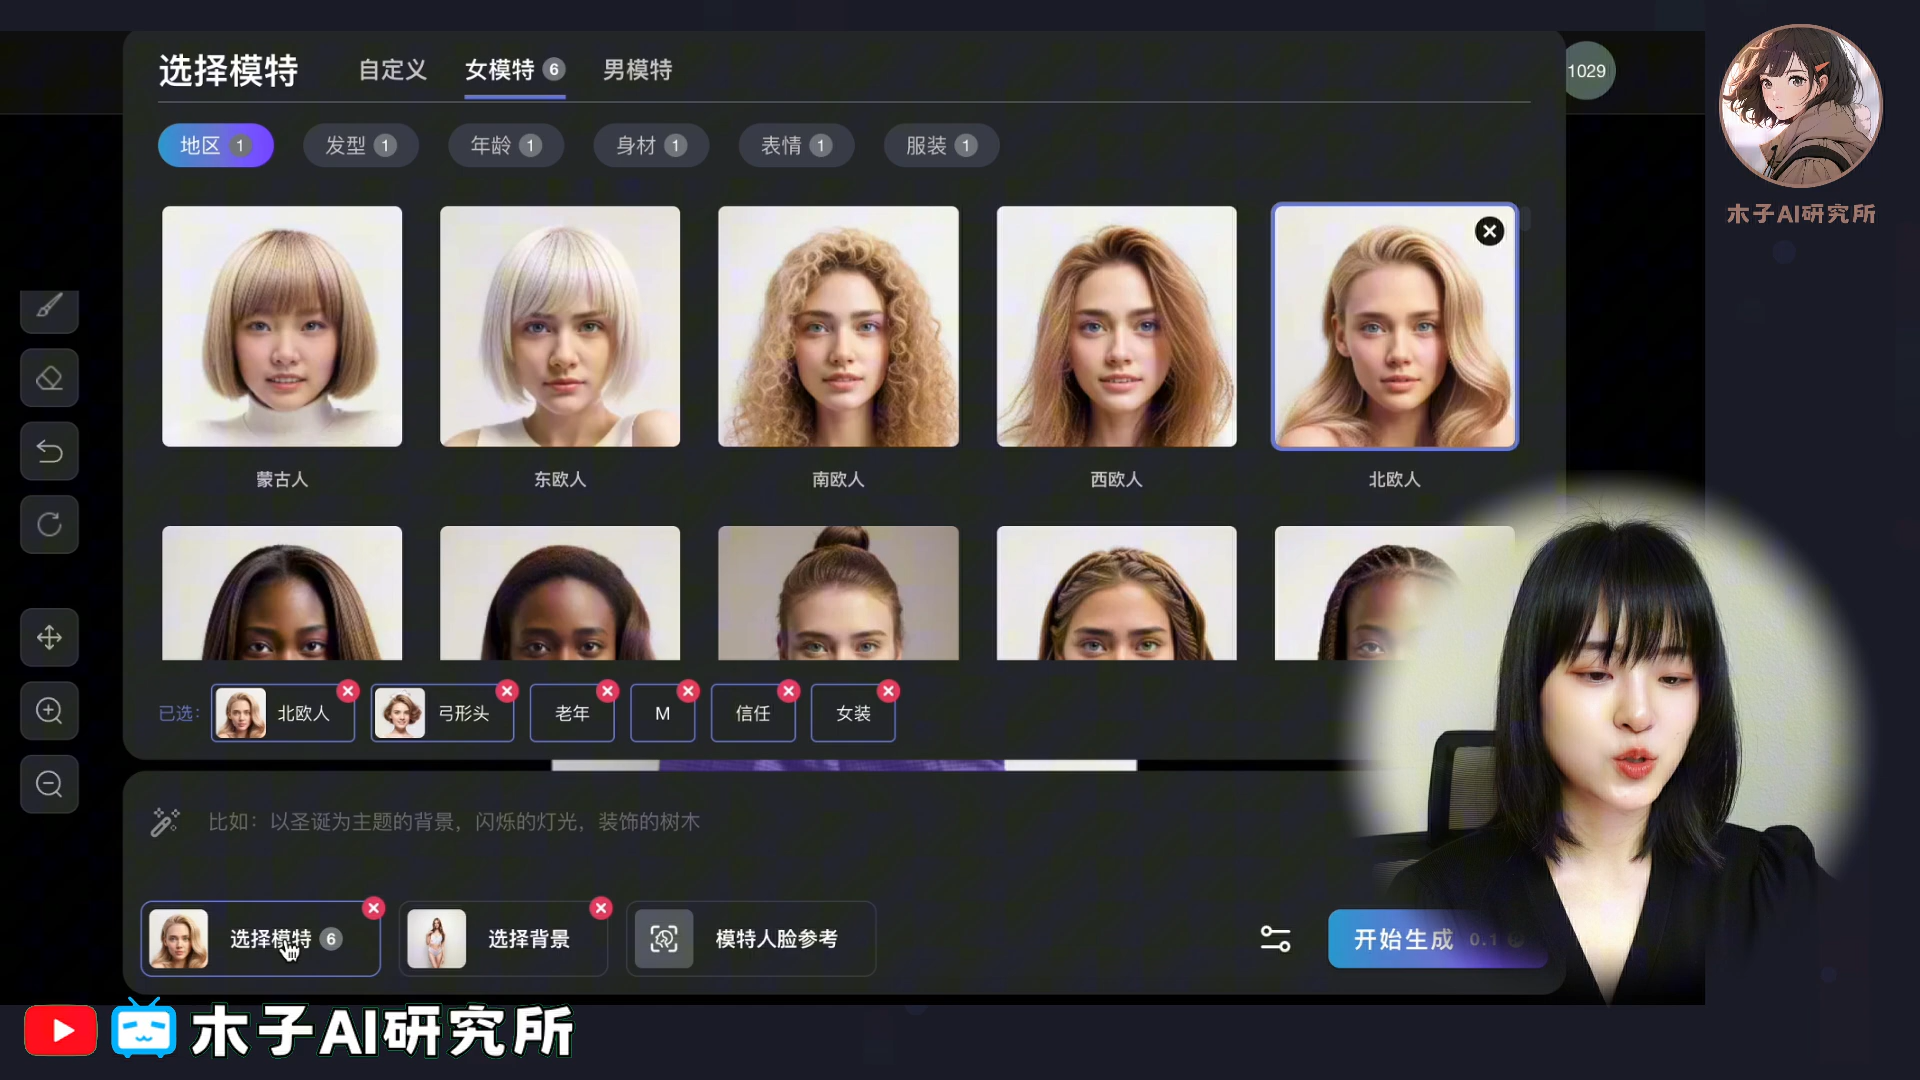 选择模特 自定义 女模特 6 男模特
1029
地区 1 发型 1 年龄 1 身材 1 表情 1 服装 1
木子AI研究所
蒙古人 东欧人 南欧人 西欧人 北欧人
已选: 北欧人 弓形头 老年 M 信任 女装
比如：以圣诞为主题的背景，闪烁的灯光，装饰的树木
选择模特 6 选择背景 模特人脸参考 开始生成 0.1
木子AI研究所